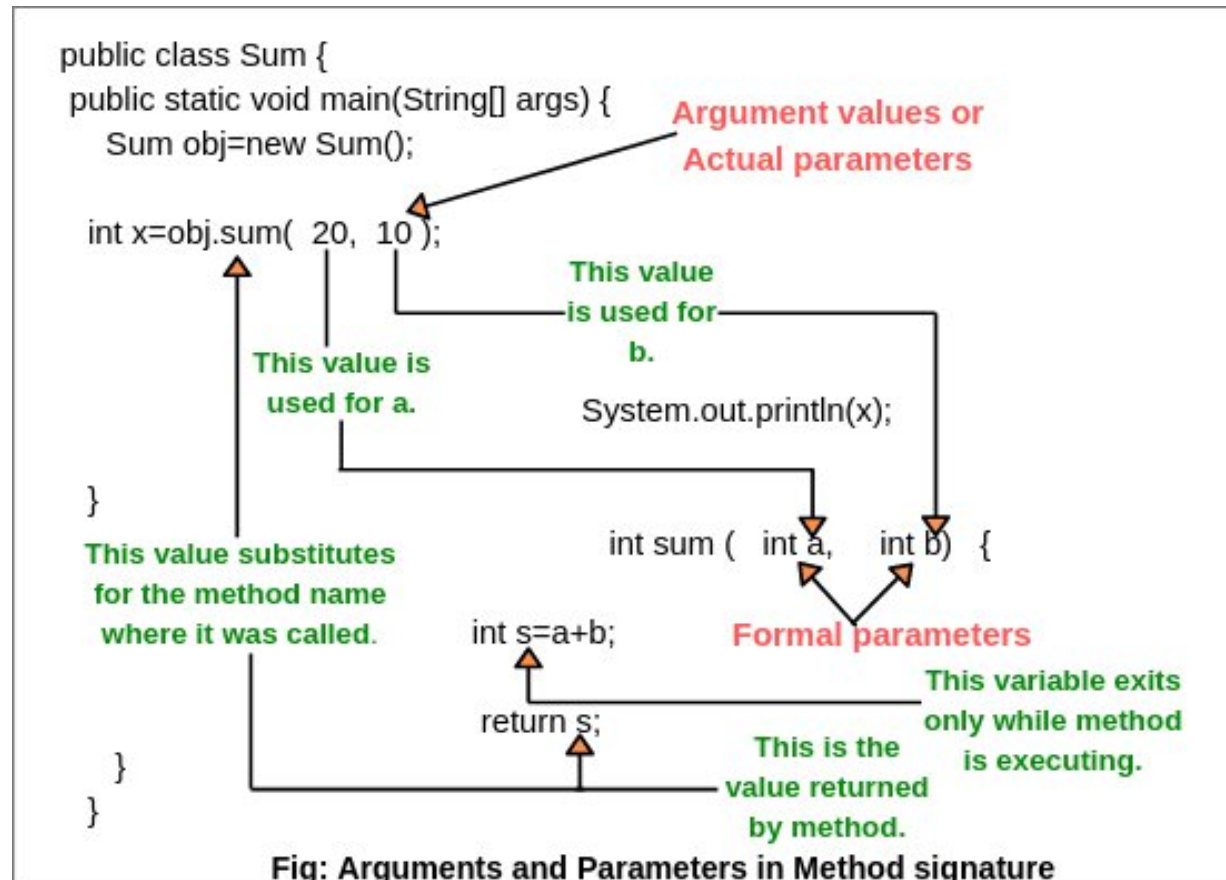 public class Sum {
public static void main(String[] args) {
Sum obj=new Sum();
Argument values or
Actual parameters
int x=obj.sum( 20, 10 );
This value
is used for
b.
This value is
used for a.
System.out.println(x);
}
int sum ( int a, int b) {
Formal parameters
This value substitutes
for the method name
where it was called.
int s=a+b;
This variable exits
only while method
is executing.
return s;
This is the
value returned
by method.
}
}
Fig: Arguments and Parameters in Method signature